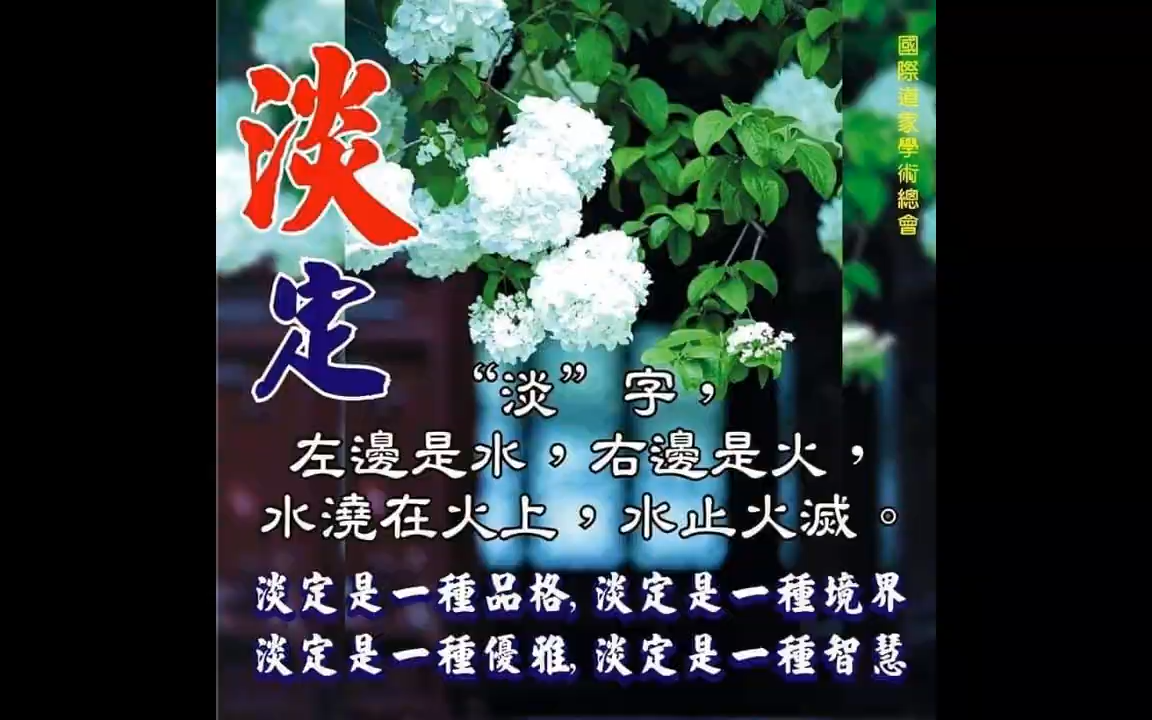 淡定
國際道家學術總會
“淡”字，
左邊是水，右邊是火，
水澆在火上，水止火滅。
淡定是一種品格，淡定是一種境界
淡定是一種優雅，淡定是一種智慧